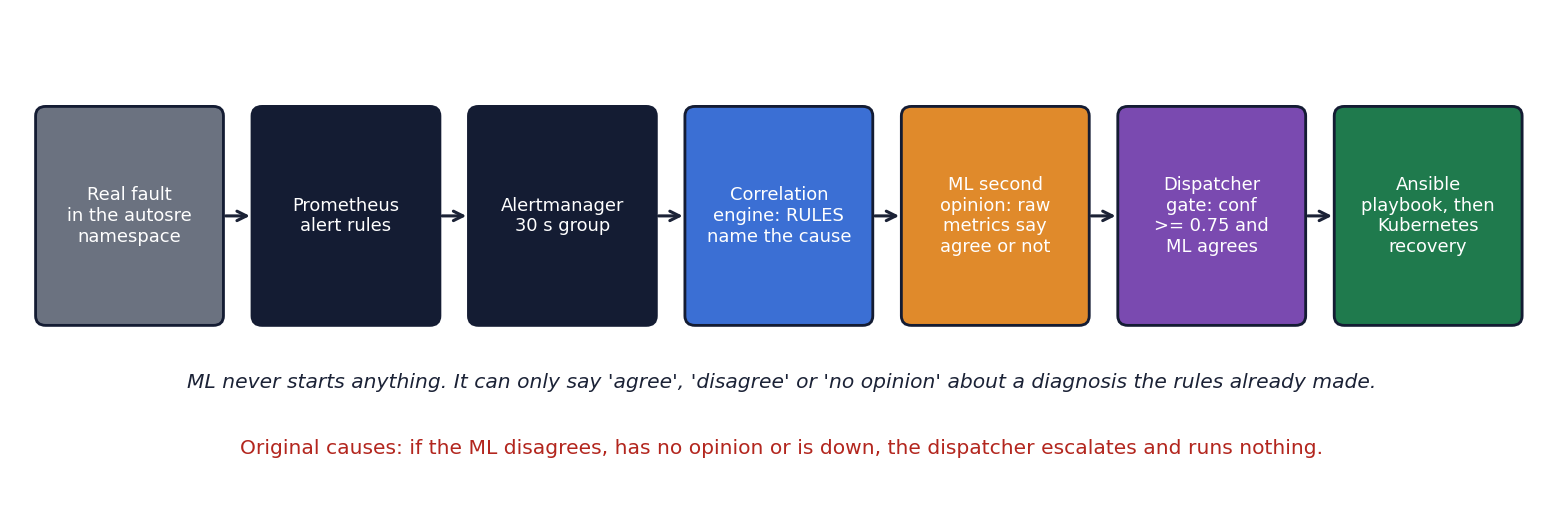 Real fault
in the autosre
namespace
Prometheus
alert rules
Alertmanager
30 s group
Correlation
engine: RULES
name the cause
ML second
opinion: raw
metrics say
agree or not
Dispatcher
gate: conf
>= 0.75 and
ML agrees
Ansible
playbook, then
Kubernetes
recovery
ML never starts anything. It can only say 'agree', 'disagree' or 'no opinion' about a diagnosis the rules already made.
Original causes: if the ML disagrees, has no opinion or is down, the dispatcher escalates and runs nothing.